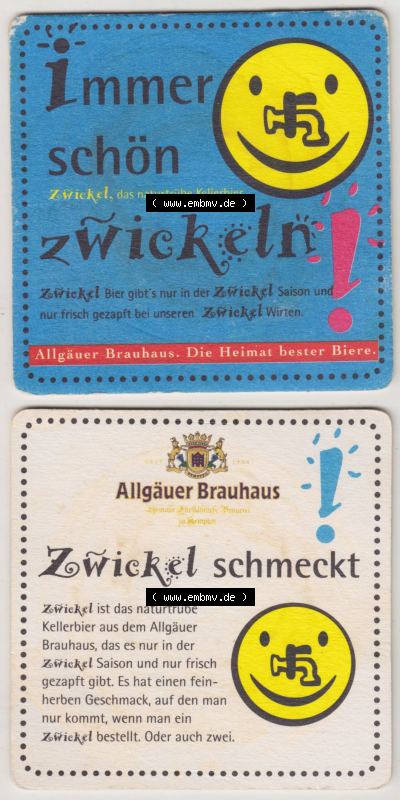 immer
schön
Zwickel, das naturtrübe Kellerbier
( www.embmv.de )
zwickeln!
Zwickel Bier gibt's nur in der Zwickel Saison und
nur frisch gezapft bei unseren Zwickel Wirten.
Allgäuer Brauhaus. Die Heimat bester Biere.
Allgäuer Brauhaus
zu Kempten
Zwickel schmeckt!
( www.embmv.de )
Zwickel ist das naturtrübe
Kellerbier aus dem Allgäuer
Brauhaus, das es nur in der
Zwickel Saison und nur frisch
gezapft gibt. Es hat einen fein-
herben Geschmack, auf den man
nur kommt, wenn man ein
Zwickel bestellt. Oder auch zwei.